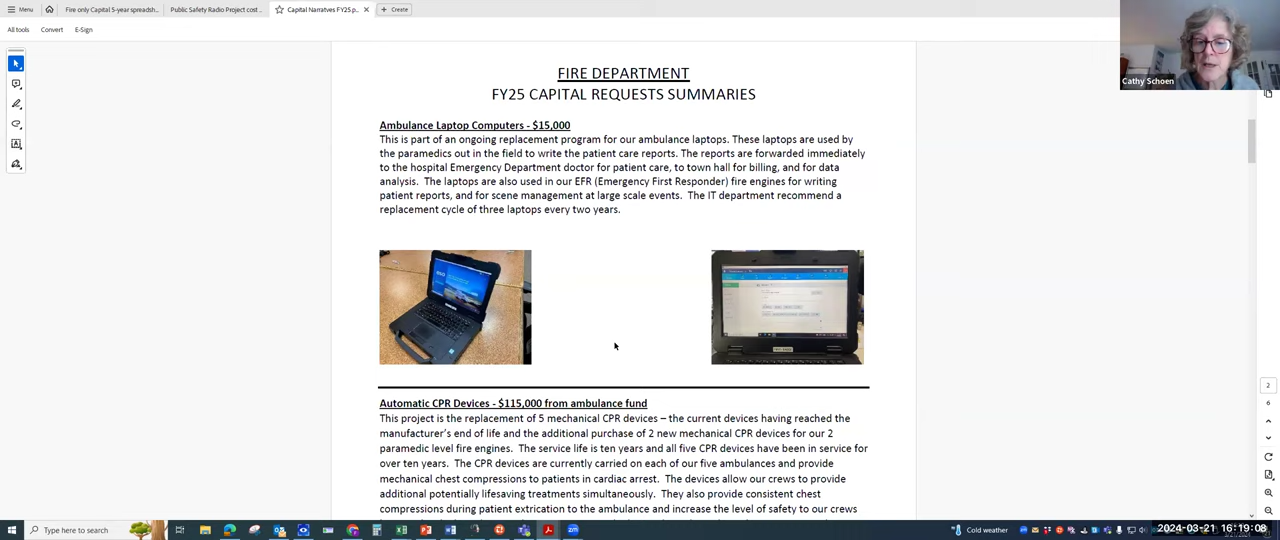 Menu
Fire only Capital 5-year spreadsh...
Public Safety Radio Project cost ...
Capital Narratives FY25 p...
Create
All tools
Convert
E-Sign
Cathy Schoen
FIRE DEPARTMENT
FY25 CAPITAL REQUESTS SUMMARIES
Ambulance Laptop Computers - $15,000
This is part of an ongoing replacement program for our ambulance laptops. These laptops are used by
the paramedics out in the field to write the patient care reports. The reports are forwarded immediately
to the hospital Emergency Department doctor for patient care, to town hall for billing, and for data
analysis. The laptops are also used in our EFR (Emergency First Responder) fire engines for writing
patient reports, and for scene management at large scale events. The IT department recommend a
replacement cycle of three laptops every two years.
Automatic CPR Devices - $115,000 from ambulance fund
This project is the replacement of 5 mechanical CPR devices – the current devices having reached the
manufacturer's end of life and the additional purchase of 2 new mechanical CPR devices for our 2
paramedic level fire engines. The service life is ten years and all five CPR devices have been in service for
over ten years. The CPR devices are currently carried on each of our five ambulances and provide
mechanical chest compressions to patients in cardiac arrest. The devices allow our crews to provide
additional potentially lifesaving treatments simultaneously. They also provide consistent chest
compressions during patient extrication to the ambulance and increase the level of safety to our crews
2
6
Type here to search
Cold weather
2024-03-21 16:19:08